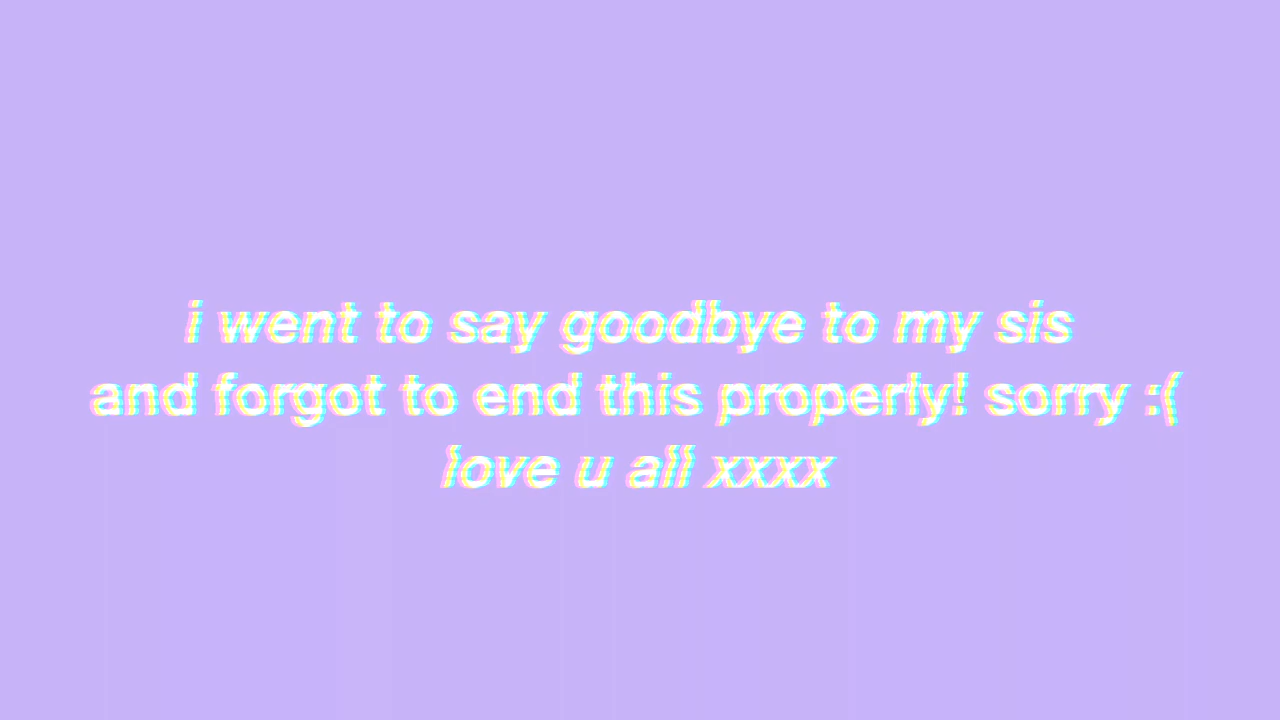 i went to say goodbye to my sis
and forgot to end this properly! sorry :(
love u all xxxx